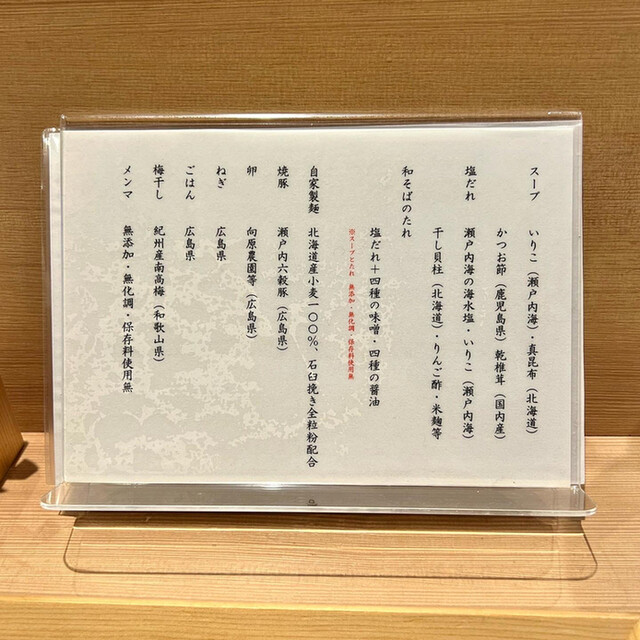 スープ　いりこ（瀬戸内海）・真昆布（北海道）
かつお節（鹿児島県）乾椎茸（国内産）
塩だれ　瀬戸内海の海水塩・いりこ（瀬戸内海）
干し貝柱（北海道）・りんご酢・米麹等
和そばのたれ
塩だれ＋四種の味噌・四種の醤油
※スープとたれ　無添加・無化調・保存料使用無
自家製麺　北海道産小麦一〇〇％、石臼挽き全粒粉配合
焼豚　瀬戸内六穀豚（広島県）
卵　向原農園等（広島県）
ねぎ　広島県
ごはん　広島県
梅干し　紀州産南高梅（和歌山県）
メンマ　無添加・無化調・保存料使用無